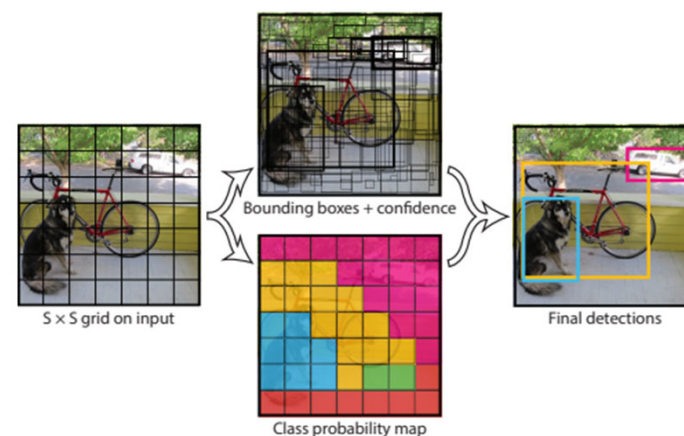 S × S grid on input
Bounding boxes + confidence
Class probability map
Final detections